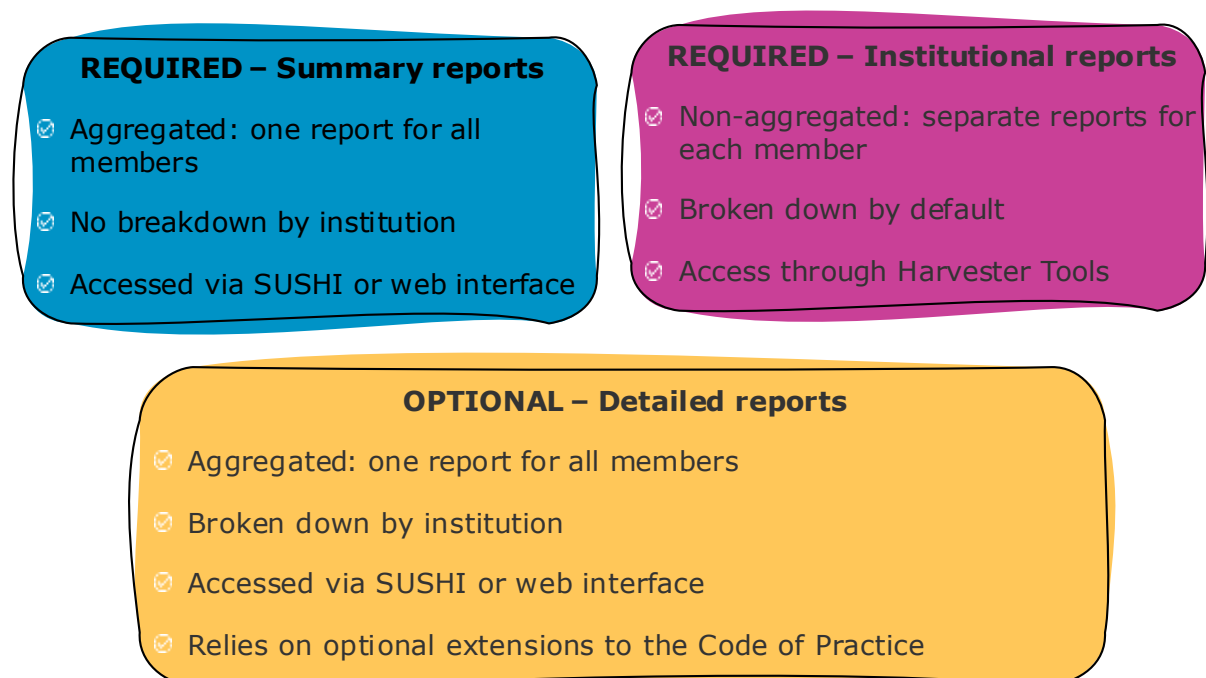 REQUIRED – Summary reports
Aggregated: one report for all
members
No breakdown by institution
Accessed via SUSHI or web interface
REQUIRED – Institutional reports
Non-aggregated: separate reports for
each member
Broken down by default
Access through Harvester Tools
OPTIONAL – Detailed reports
Aggregated: one report for all members
Broken down by institution
Accessed via SUSHI or web interface
Relies on optional extensions to the Code of Practice